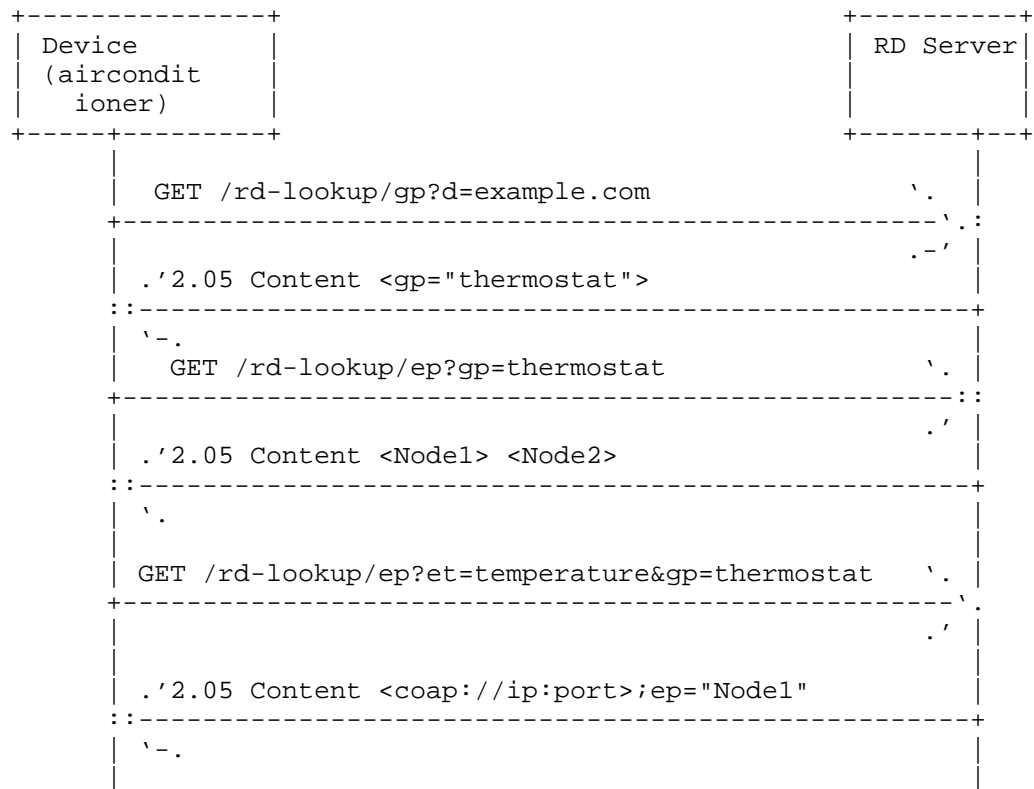 Device RD Server
(aircondit
ioner)
GET /rd-lookup/gp?d=example.com
2.05 Content <gp="thermostat">
GET /rd-lookup/ep?gp=thermostat
2.05 Content <Node1> <Node2>
GET /rd-lookup/ep?et=temperature&gp=thermostat
2.05 Content <coap://ip:port>;ep="Node1"